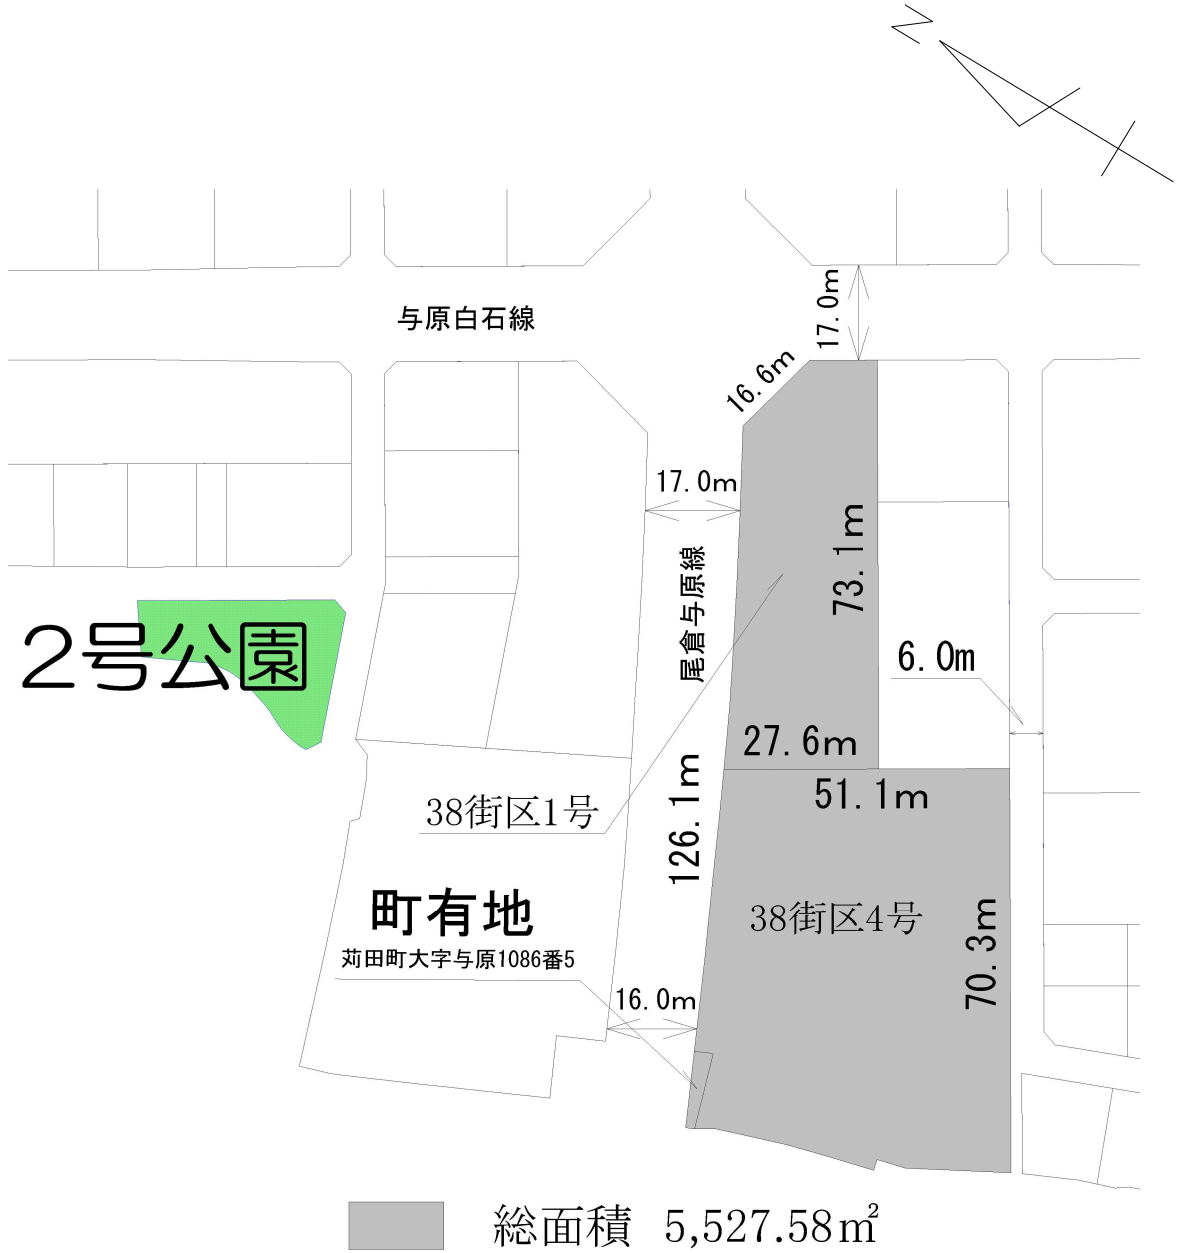 N
与原白石線
17.0m
16.6m
17.0m
尾倉与原線
73.1m
2号公園
6.0m
27.6m
51.1m
126.1m
38街区1号
町有地
苅田町大字与原1086番5
38街区4号
70.3m
16.0m
総面積 5,527.58㎡